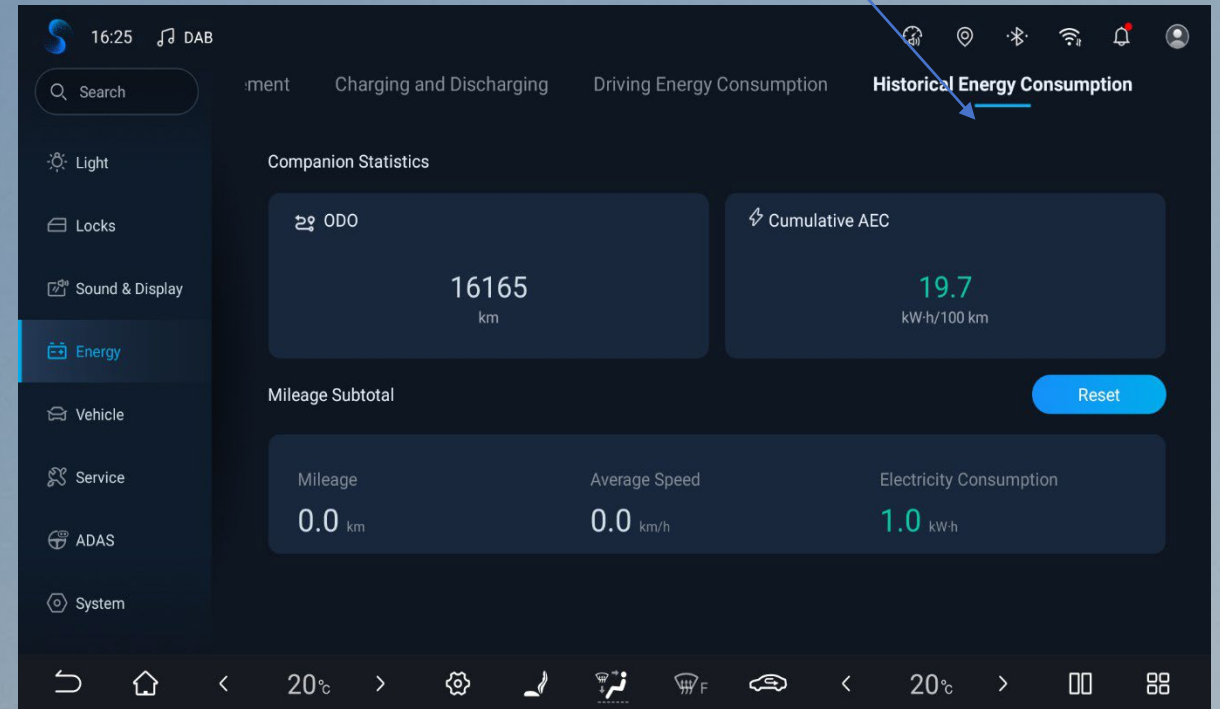 16:25 DAB
Search
ement Charging and Discharging Driving Energy Consumption Historical Energy Consumption
Light
Locks
Sound & Display
Energy
Vehicle
Service
ADAS
System
Companion Statistics
ODO
16165
km
Cumulative AEC
19.7
kW·h/100 km
Mileage Subtotal
Reset
Mileage
0.0 km
Average Speed
0.0 km/h
Electricity Consumption
1.0 kW·h
20°c
F
20°c